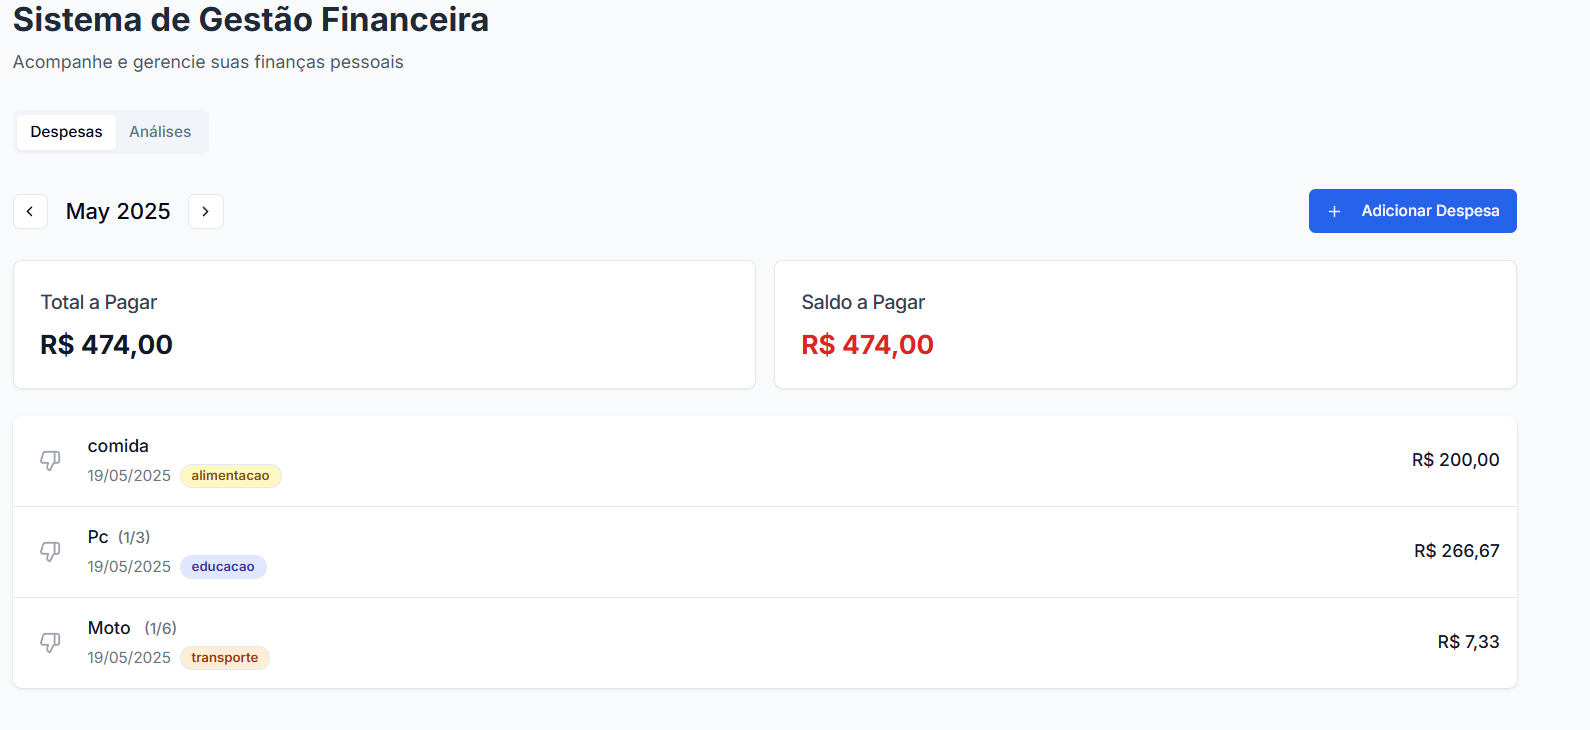 Sistema de Gestão Financeira
Acompanhe e gerencie suas finanças pessoais
Despesas Análises
May 2025
+ Adicionar Despesa
Total a Pagar
R$ 474,00
Saldo a Pagar
R$ 474,00
comida
19/05/2025 alimentacao
R$ 200,00
Pc (1/3)
19/05/2025 educacao
R$ 266,67
Moto (1/6)
19/05/2025 transporte
R$ 7,33